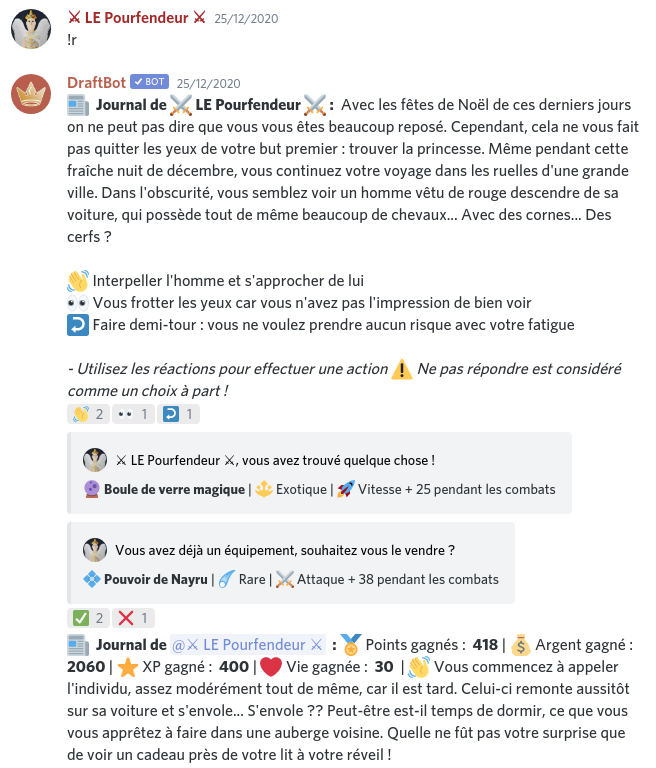 ⚔ LE Pourfendeur ⚔ 25/12/2020
!r
DraftBot ✓ BOT 25/12/2020
📰 Journal de ⚔️ LE Pourfendeur ⚔️ : Avec les fêtes de Noël de ces derniers jours
on ne peut pas dire que vous vous êtes beaucoup reposé. Cependant, cela ne vous fait
pas quitter les yeux de votre but premier : trouver la princesse. Même pendant cette
fraîche nuit de décembre, vous continuez votre voyage dans les ruelles d'une grande
ville. Dans l'obscurité, vous semblez voir un homme vêtu de rouge descendre de sa
voiture, qui possède tout de même beaucoup de chevaux... Avec des cornes... Des
cerfs ?
👋 Interpeller l'homme et s'approcher de lui
👀 Vous frotter les yeux car vous n'avez pas l'impression de bien voir
↩️ Faire demi-tour : vous ne voulez prendre aucun risque avec votre fatigue
- Utilisez les réactions pour effectuer une action ⚠️ Ne pas répondre est considéré
comme un choix à part !
👋 2 👀 1 ↩️ 1
⚔ LE Pourfendeur ⚔, vous avez trouvé quelque chose !
🔮 Boule de verre magique | 🔱 Exotique | 🚀 Vitesse + 25 pendant les combats
Vous avez déjà un équipement, souhaitez vous le vendre ?
💠 Pouvoir de Nayru | ☄️ Rare | ⚔️ Attaque + 38 pendant les combats
✅ 2 ❌ 1
📰 Journal de @⚔ LE Pourfendeur ⚔ : 🏅 Points gagnés : 418 | 💰 Argent gagné :
2060 | ⭐ XP gagné : 400 | ❤️ Vie gagnée : 30 | 👋 Vous commencez à appeler
l'individu, assez modérément tout de même, car il est tard. Celui-ci remonte aussitôt
sur sa voiture et s'envole... S'envole ?? Peut-être est-il temps de dormir, ce que vous
vous apprêtez à faire dans une auberge voisine. Quelle ne fût pas votre surprise que
de voir un cadeau près de votre lit à votre réveil !